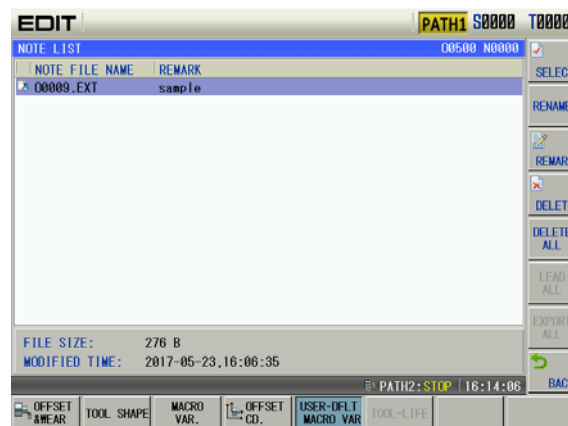 EDIT PATH1 S0000 T0000
NOTE LIST O0500 N0000
NOTE FILE NAME REMARK
O0009.EXT sample
SELEC
RENAME
REMAR
DELET
DELETE
ALL
LEAD
ALL
EXPORT
ALL
FILE SIZE: 276 B
MODIFIED TIME: 2017-05-23,16:06:35
BAC
PATH2:STOP 16:14:06
OFFSET
&WEAR
TOOL SHAPE
MACRO
VAR.
OFFSET
CD.
USER-DFLT
MACRO VAR
TOOL-LIFE